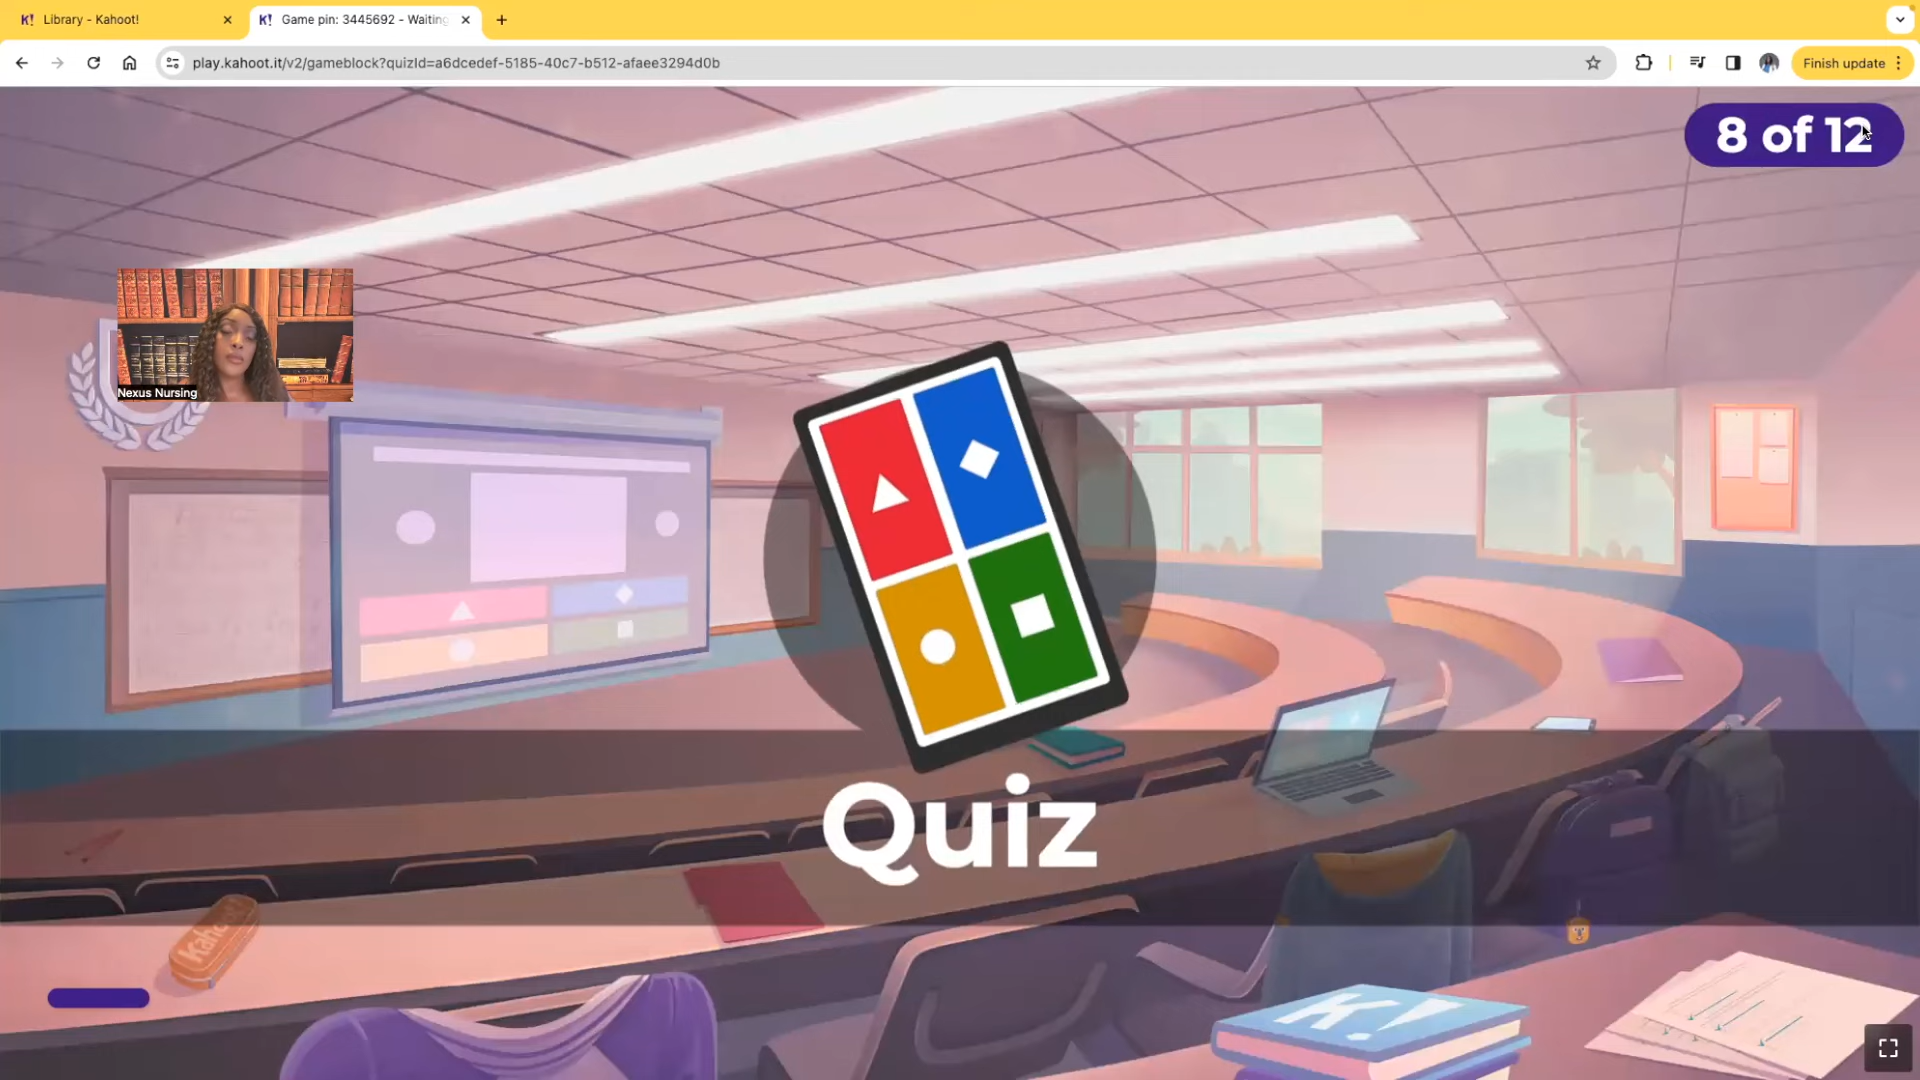 Library - Kahoot!
Game pin: 3445692 - Waiting
play.kahoot.it/v2/gameblock?quizId=a6dcedef-5185-40c7-b512-afaee3294d0b
Finish update
8 of 12
Nexus Nursing
Quiz
Kahoot!
K!